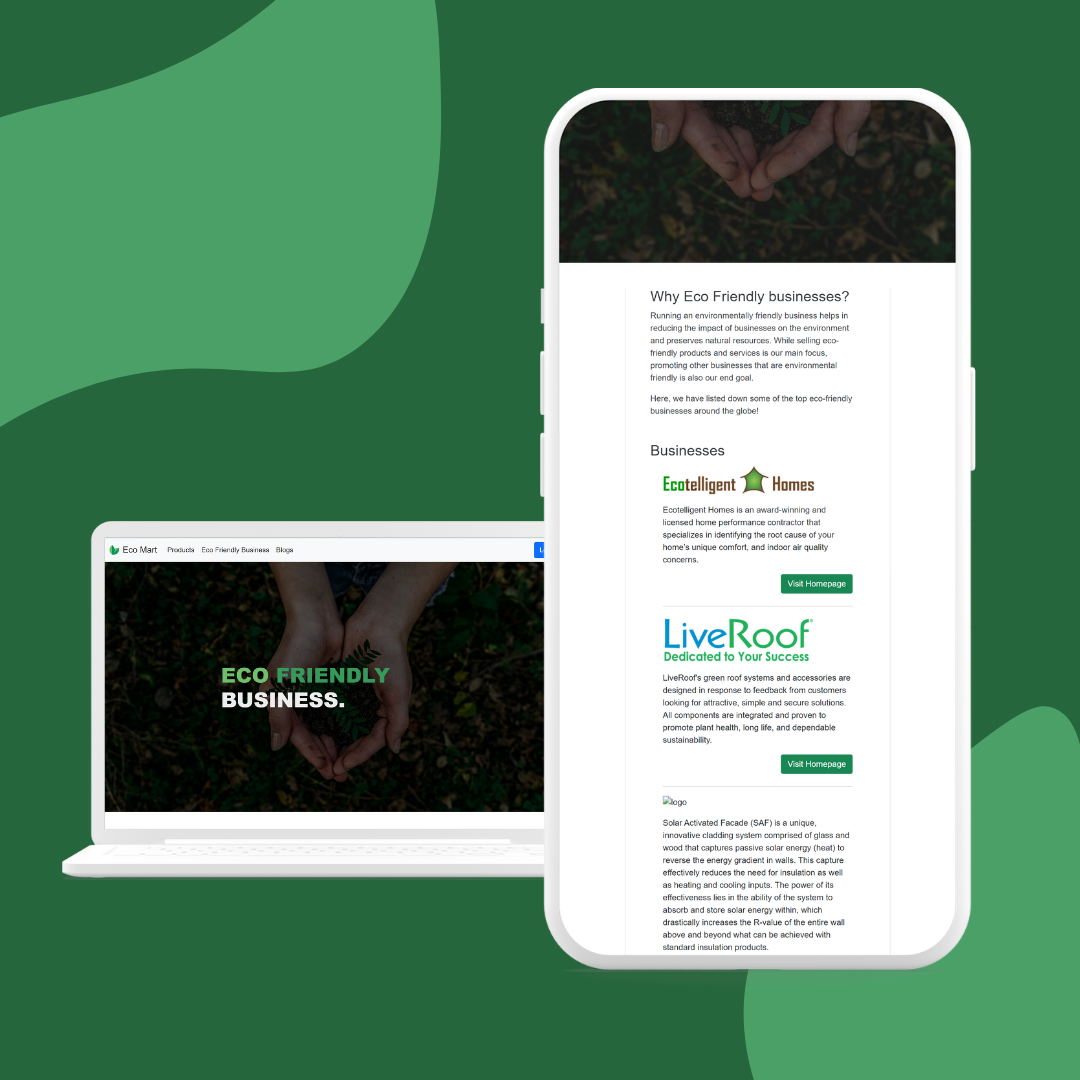 Eco Mart Products Eco Friendly Business Blogs
ECO FRIENDLY
BUSINESS.
Why Eco Friendly businesses?
Running an environmentally friendly business helps in
reducing the impact of businesses on the environment
and preserves natural resources. While selling eco-
friendly products and services is our main focus,
promoting other businesses that are environmental
friendly is also our end goal.
Here, we have listed down some of the top eco-friendly
businesses around the globe!
Businesses
Ecotelligent Homes
Ecotelligent Homes is an award-winning and
licensed home performance contractor that
specializes in identifying the root cause of your
home's unique comfort, and indoor air quality
concerns.
Visit Homepage
LiveRoof®
Dedicated to Your Success
LiveRoof's green roof systems and accessories are
designed in response to feedback from customers
looking for attractive, simple and secure solutions.
All components are integrated and proven to
promote plant health, long life, and dependable
sustainability.
Visit Homepage
logo
Solar Activated Facade (SAF) is a unique,
innovative cladding system comprised of glass and
wood that captures passive solar energy (heat) to
reverse the energy gradient in walls. This capture
effectively reduces the need for insulation as well
as heating and cooling inputs. The power of its
effectiveness lies in the ability of the system to
absorb and store solar energy within, which
drastically increases the R-value of the entire wall
above and beyond what can be achieved with
standard insulation products.